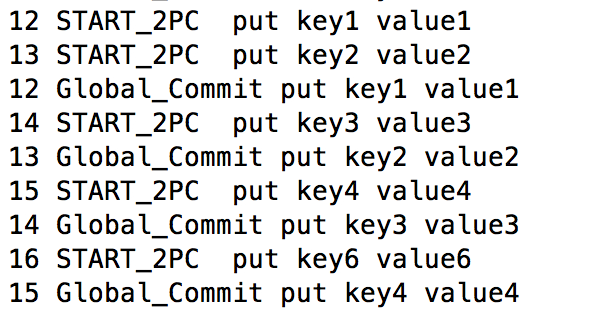 12 START_2PC  put key1 value1
13 START_2PC  put key2 value2
12 Global_Commit put key1 value1
14 START_2PC  put key3 value3
13 Global_Commit put key2 value2
15 START_2PC  put key4 value4
14 Global_Commit put key3 value3
16 START_2PC  put key6 value6
15 Global_Commit put key4 value4